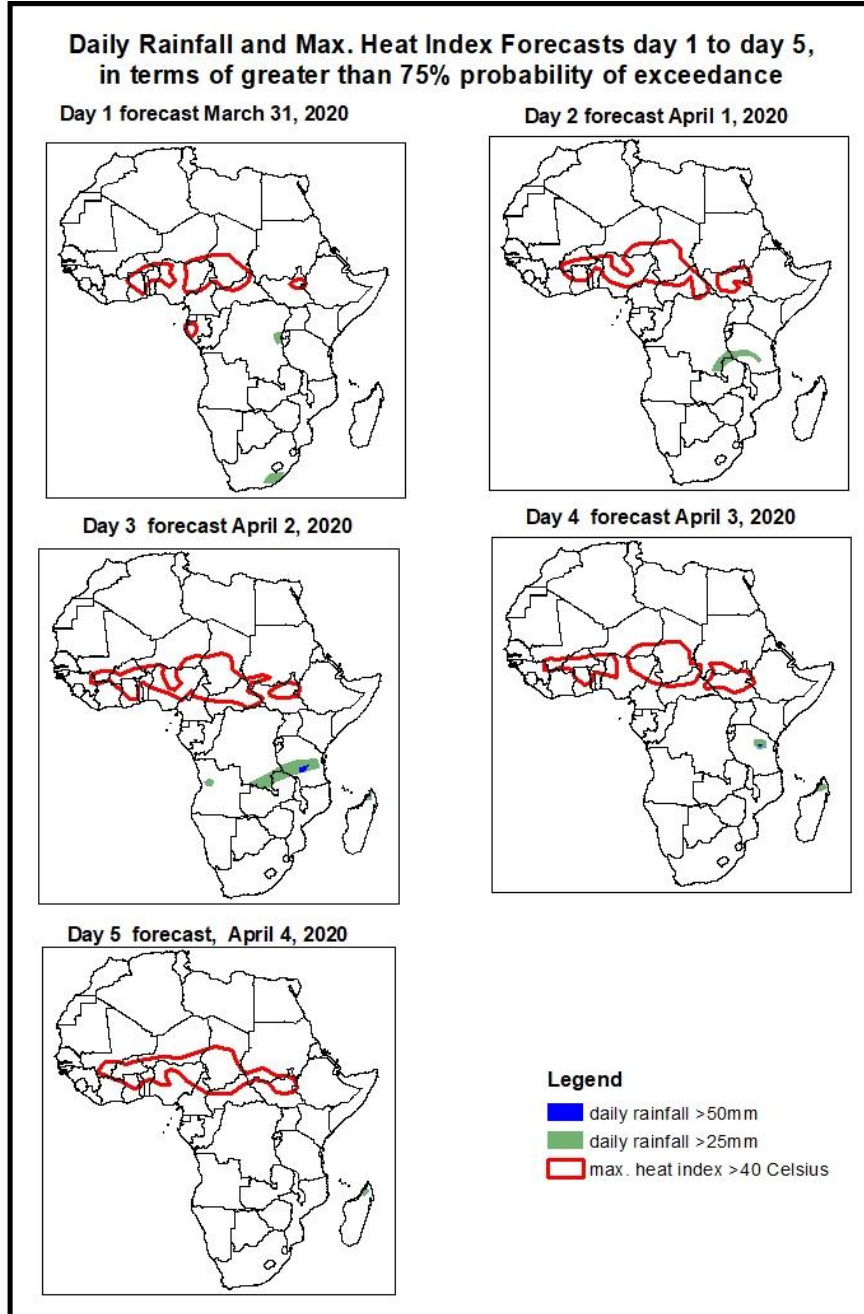 Daily Rainfall and Max. Heat Index Forecasts day 1 to day 5,
in terms of greater than 75% probability of exceedance
Day 1 forecast March 31, 2020
Day 2 forecast April 1, 2020
Day 3 forecast April 2, 2020
Day 4 forecast April 3, 2020
Day 5 forecast, April 4, 2020
Legend
daily rainfall >50mm
daily rainfall >25mm
max. heat index >40 Celsius